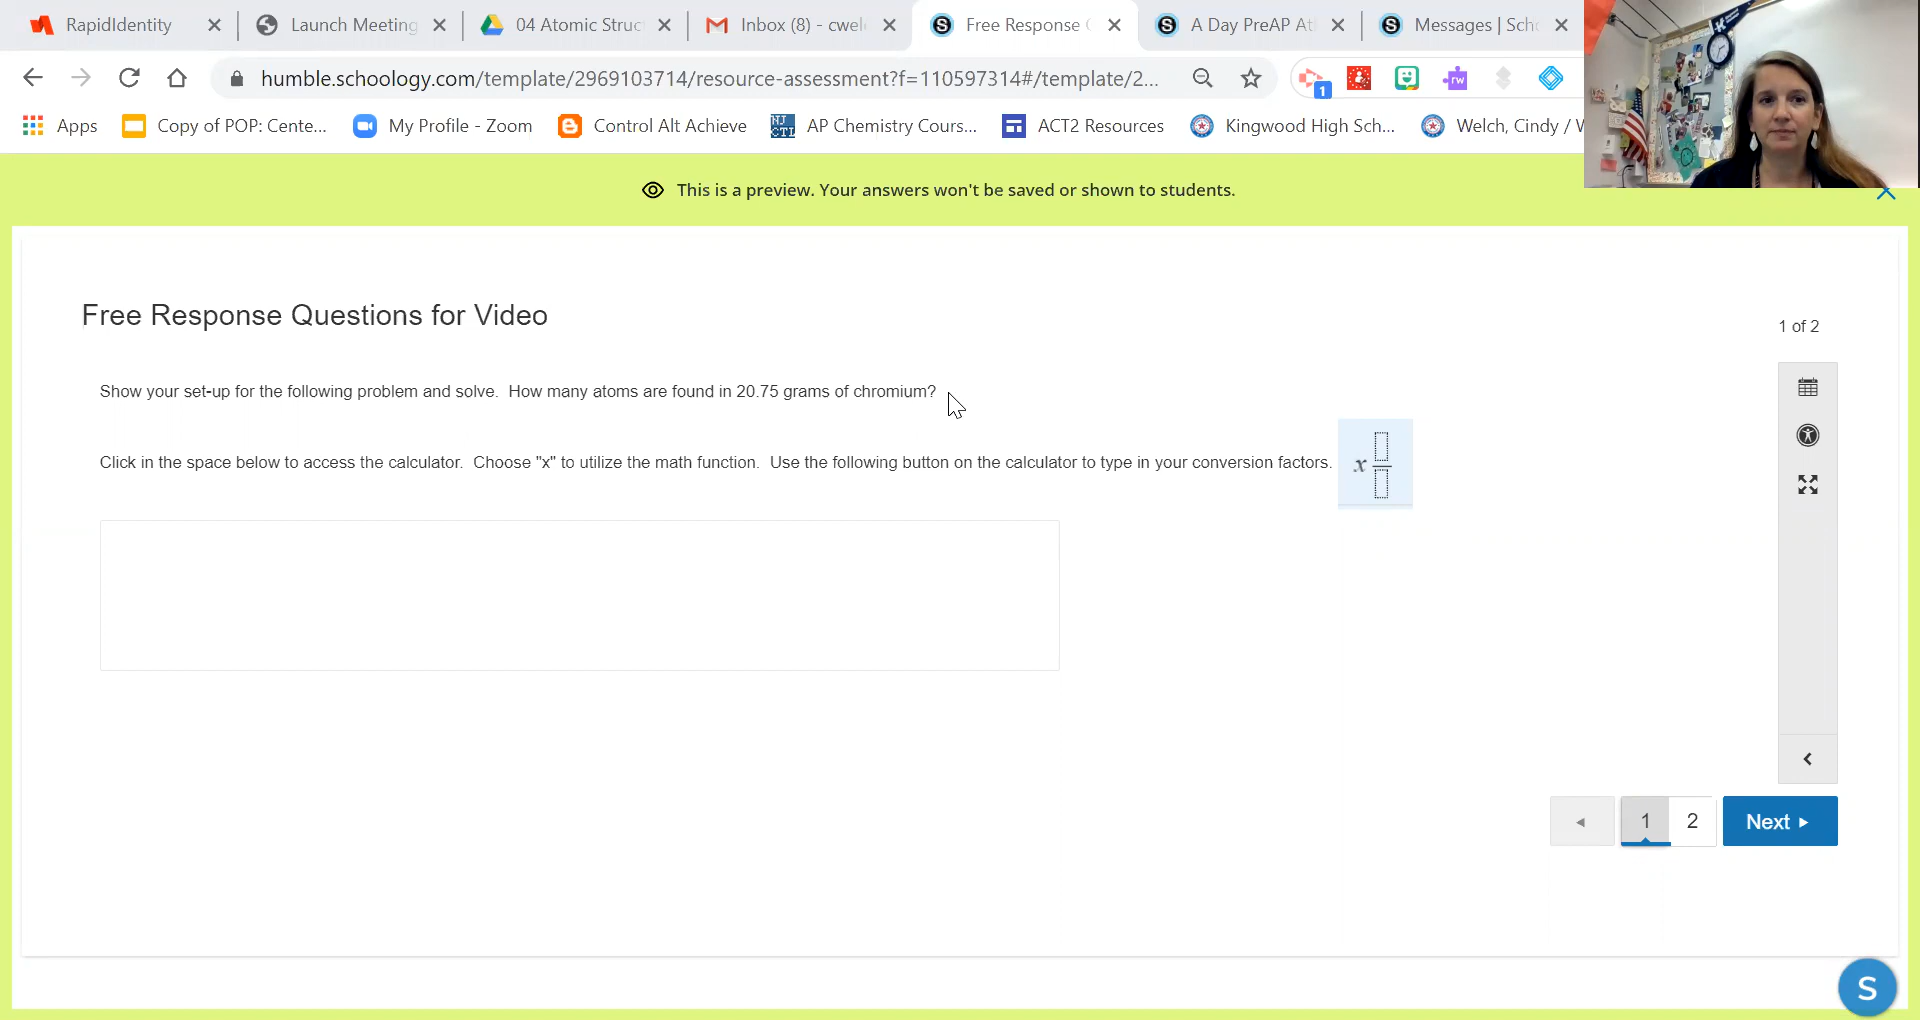 RapidIdentity
Launch Meeting
04 Atomic Struc
Inbox (8) - cwel
Free Response
A Day PreAP At
Messages | Scho
humble.schoology.com/template/2969103714/resource-assessment?f=110597314#/template/2...
1
rw
Apps
Copy of POP: Cente...
My Profile - Zoom
Control Alt Achieve
NJ
CTL
AP Chemistry Cours...
ACT2 Resources
Kingwood High Sch...
Welch, Cindy / W
This is a preview. Your answers won't be saved or shown to students.
Free Response Questions for Video
1 of 2
Show your set-up for the following problem and solve. How many atoms are found in 20.75 grams of chromium?
Click in the space below to access the calculator. Choose "x" to utilize the math function. Use the following button on the calculator to type in your conversion factors.
x
1
2
Next
S